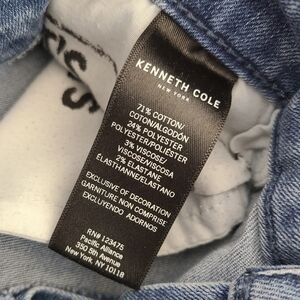 KENNETH COLE
NEW YORK
71% COTTON/
COTON/ALGODÓN
24% POLYESTER
POLYESTER/POLIÉSTER
3% VISCOSE/
VISCOSE/VISCOSA
2% ELASTANE
ELASTHANNE/ELASTANO
EXCLUSIVE OF DECORATION
GARNITURE NON COMPRISE
EXCLUYENDO ADORNOS
RN# 123475
Pacific Alliance
350 5th Avenue
New York, NY 10118